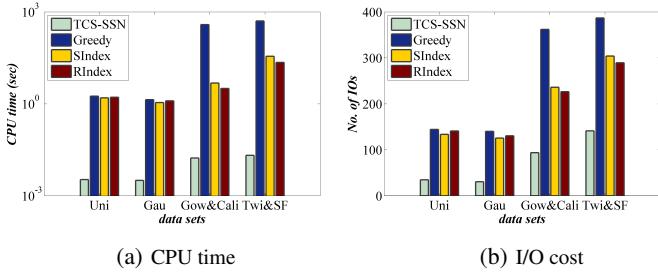 10^3
TCS-SSN
Greedy
SIndex
RIndex
10^0
10^-3
CPU time (sec)
Uni Gau Gow&Cali Twi&SF
data sets
(a) CPU time
400
TCS-SSN
Greedy
SIndex
RIndex
300
200
100
0
No. of IOs
Uni Gau Gow&Cali Twi&SF
data sets
(b) I/O cost